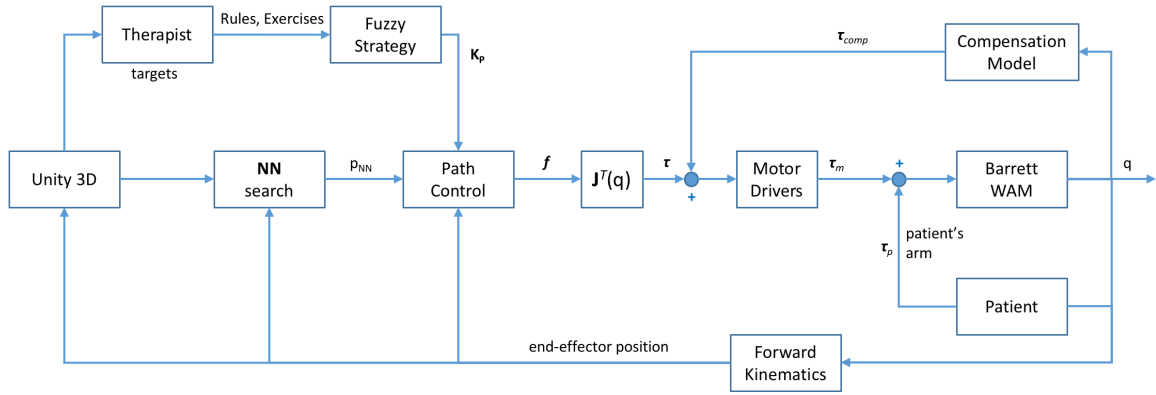 Therapist
targets
Rules, Exercises
Fuzzy
Strategy
K_P
τ_comp
Compensation
Model
Unity 3D
NN
search
p_NN
Path
Control
f
J^T(q)
τ
+
Motor
Drivers
τ_m
+
Barrett
WAM
q
τ_p
patient’s
arm
Patient
end-effector position
Forward
Kinematics